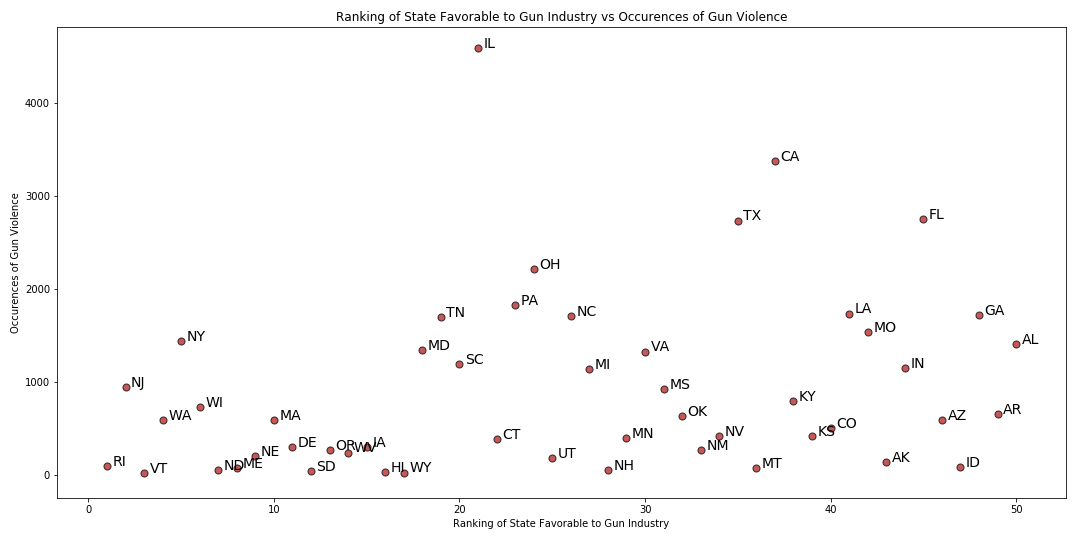 Ranking of State Favorable to Gun Industry vs Occurences of Gun Violence
IL
4000
CA
3000
TX
FL
OH
2000
PA
TN
NC
LA
GA
MO
NY
MD
VA
AL
SC
MI
IN
1000
NJ
MS
WI
KY
WA
MA
OK
AZ
AR
CT
MN
NV
KS
CO
DE
OR
WV
IA
NM
NE
UT
RI
VT
ND
ME
SD
HI
WY
NH
MT
AK
ID
0
0
10
20
30
40
50
Occurences of Gun Violence
Ranking of State Favorable to Gun Industry